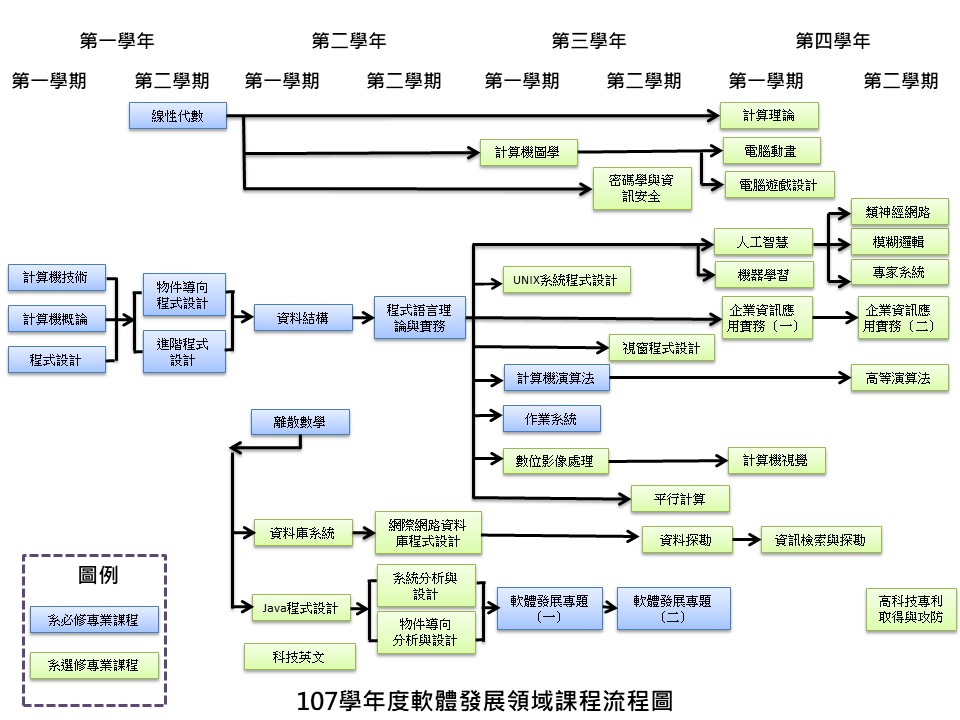 第一學年
第二學年
第三學年
第四學年
第一學期
第二學期
第一學期
第二學期
第一學期
第二學期
第一學期
第二學期
線性代數
計算理論
計算機圖學
電腦動畫
密碼學與資
訊安全
電腦遊戲設計
類神經網路
人工智慧
模糊邏輯
機器學習
專家系統
計算機技術
計算機概論
程式設計
物件導向
程式設計
進階程式
設計
資料結構
程式語言理
論與實務
UNIX系統程式設計
企業資訊應
用實務〔一〕
企業資訊應
用實務〔二〕
視窗程式設計
計算機演算法
高等演算法
離散數學
作業系統
數位影像處理
計算機視覺
平行計算
資料庫系統
網際網路資料
庫程式設計
資料探勘
資訊檢索與探勘
Java程式設計
系統分析與
設計
物件導向
分析與設計
軟體發展專題
〔一〕
軟體發展專題
〔二〕
高科技專利
取得與攻防
科技英文
圖例
系必修專業課程
系選修專業課程
107學年度軟體發展領域課程流程圖